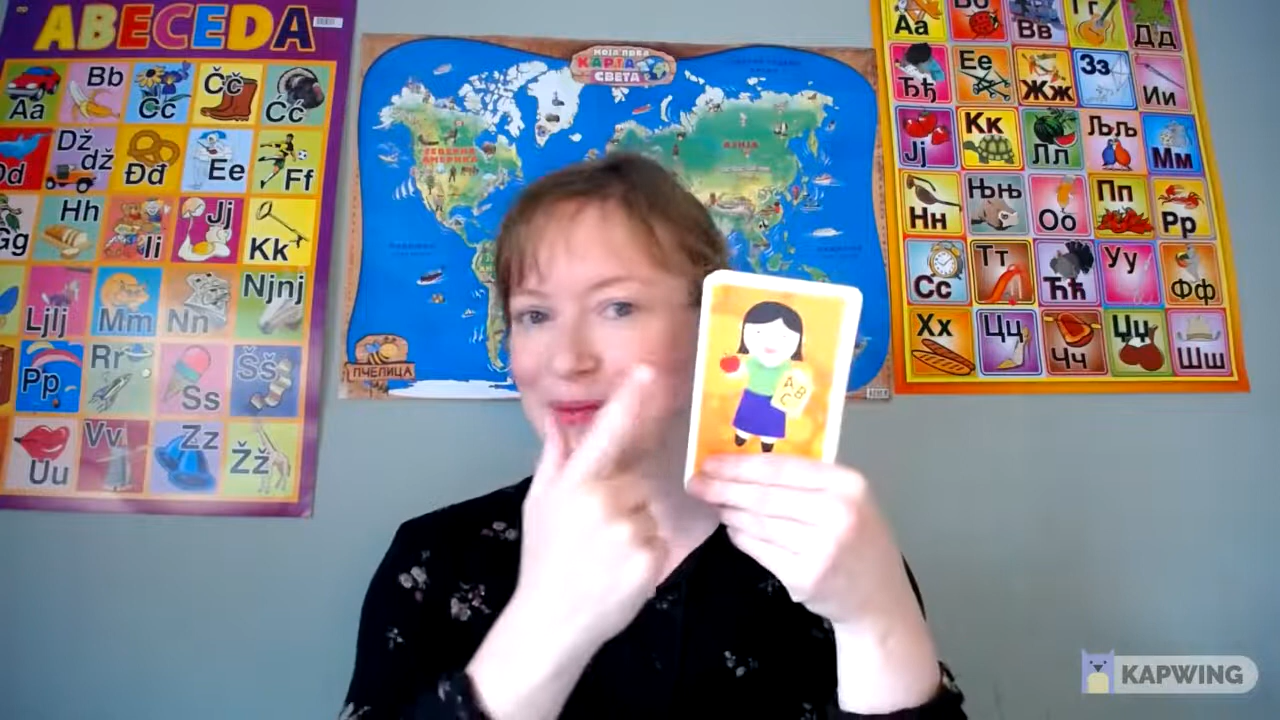 ABECEDA
Aa
Bb
Cc
Čč
Ćć
Dd
Dž dž
Đđ
Ee
Ff
Gg
Hh
Ii
Jj
Kk
Ljlj
Mm
Nn
Njnj
Pp
Rr
Ss
Šš
Uu
Vv
Zz
Žž
МОЈА ПРВА
КАРТА
СВЕТА
СЕВЕРНА
АМЕРИКА
АЗИЈА
ПЧЕЛИЦА
A B
C
Аа
Бб
Вв
Гг
Дд
Ђђ
Ее
Жж
Зз
Ии
Јј
Кк
Лл
Љљ
Мм
Нн
Њњ
Оо
Пп
Рр
Сс
Тт
Ћћ
Уу
Фф
Хх
Цц
Чч
Џџ
Шш
KAPWING